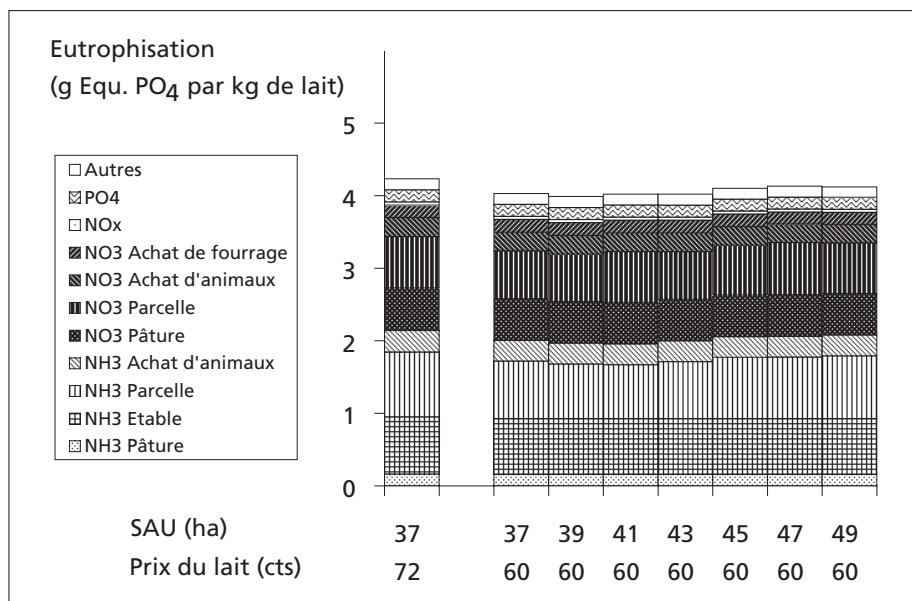 Eutrophisation
(g Equ. PO4 par kg de lait)
5
4
3
2
1
0
Autres
PO4
NOx
NO3 Achat de fourrage
NO3 Achat d'animaux
NO3 Parcelle
NO3 Pâture
NH3 Achat d'animaux
NH3 Parcelle
NH3 Etable
NH3 Pâture
SAU (ha) 37 37 39 41 43 45 47 49
Prix du lait (cts) 72 60 60 60 60 60 60 60